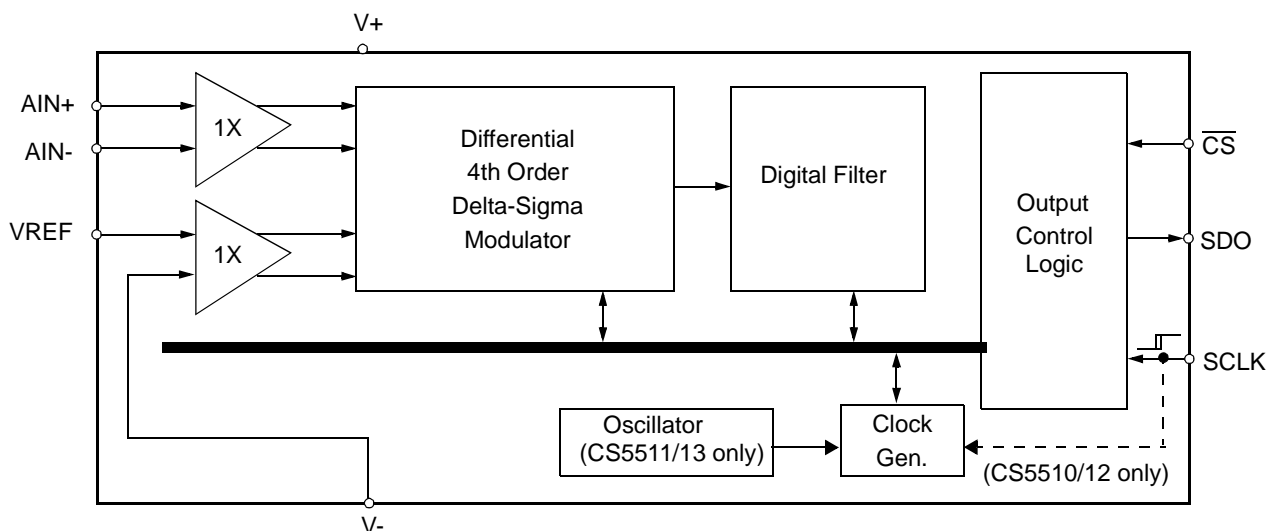 V+
AIN+
AIN-
VREF
1X
1X
Differential
4th Order
Delta-Sigma
Modulator
Digital Filter
Output
Control
Logic
CS
SDO
SCLK
Oscillator
(CS5511/13 only)
Clock
Gen.
(CS5510/12 only)
V-